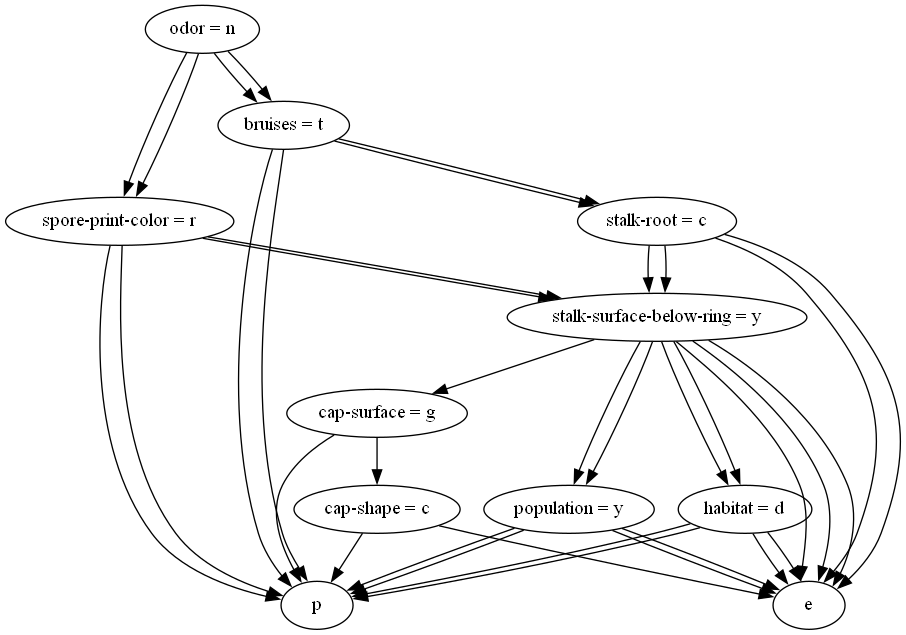 odor = n
bruises = t
spore-print-color = r
stalk-root = c
stalk-surface-below-ring = y
cap-surface = g
cap-shape = c
population = y
habitat = d
p
e